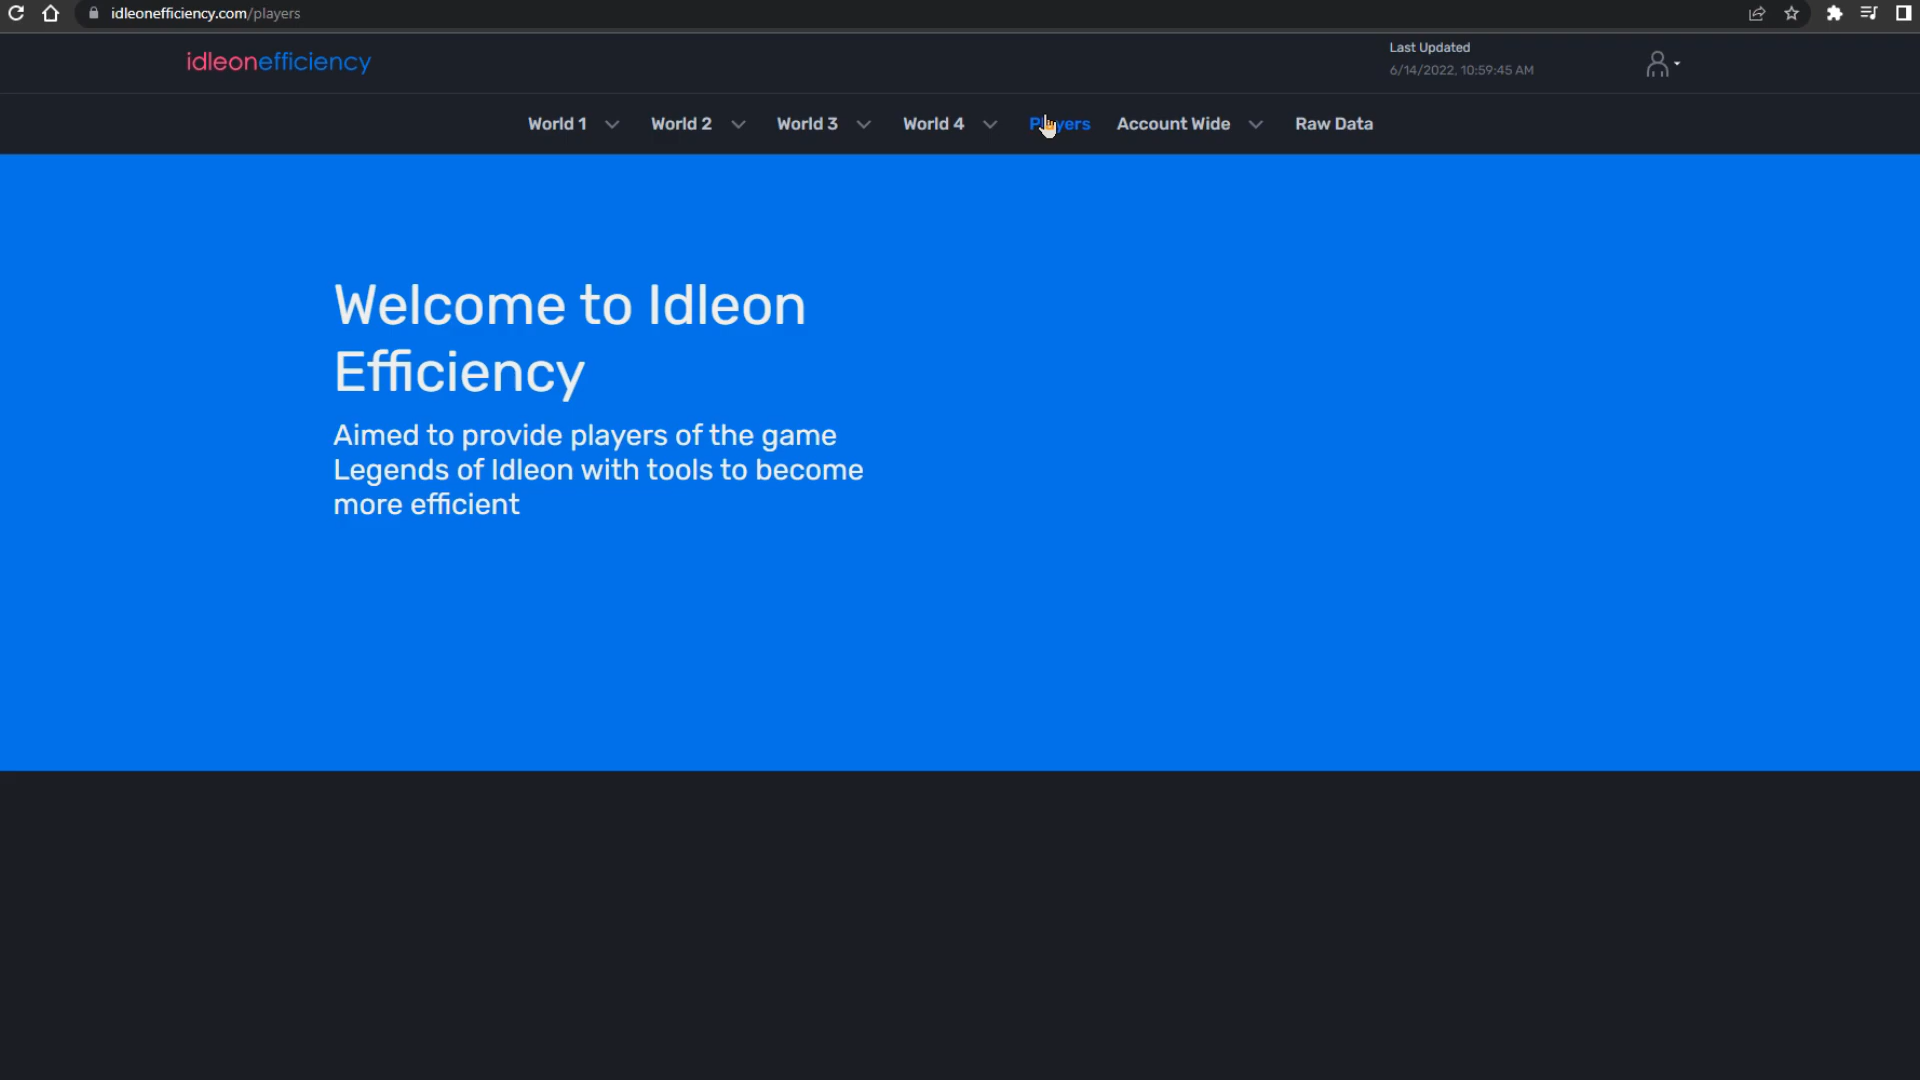 idleonefficiency.com/players
idleonefficiency
Last Updated
6/14/2022, 10:59:45 AM
World 1 World 2 World 3 World 4 Players Account Wide Raw Data
Welcome to Idleon
Efficiency
Aimed to provide players of the game
Legends of Idleon with tools to become
more efficient